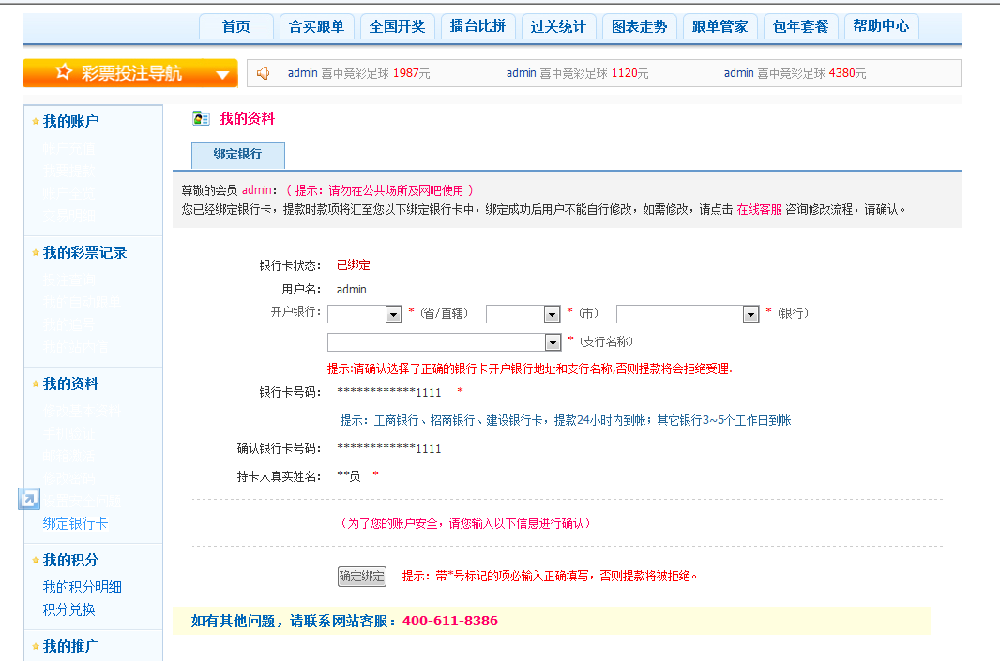 首页 合买跟单 全国开奖 擂台比拼 过关统计 图表走势 跟单管家 包年套餐 帮助中心
彩票投注导航
admin 喜中竞彩足球 1987元 admin 喜中竞彩足球 1120元 admin 喜中竞彩足球 4380元
我的账户
我的彩票记录
我的资料
绑定银行卡
我的积分
我的积分明细
积分兑换
我的推广
我的资料
绑定银行
尊敬的会员 admin：（ 提示：请勿在公共场所及网吧使用 ）
您已经绑定银行卡，提款时款项将汇至您以下绑定银行卡中，绑定成功后用户不能自行修改，如需修改，请点击 在线客服 咨询修改流程，请确认。
银行卡状态： 已绑定
用户名： admin
开户银行： *（省/直辖） *（市） *（银行）
*（支行名称）
提示:请确认选择了正确的银行卡开户银行地址和支行名称,否则提款将会拒绝受理.
银行卡号码： ************1111 *
提示：工商银行、招商银行、建设银行卡，提款24小时内到帐；其它银行3~5个工作日到帐
确认银行卡号码： ************1111
持卡人真实姓名： **员 *
（为了您的账户安全，请您输入以下信息进行确认）
确定绑定 提示：带*号标记的项必输入正确填写，否则提款将被拒绝。
如有其他问题，请联系网站客服：400-611-8386